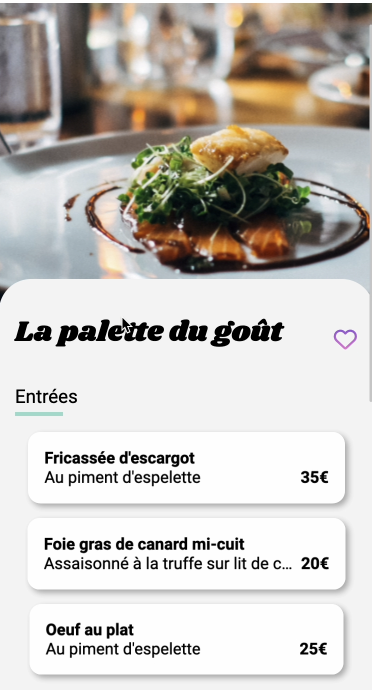 La palette du goût
Entrées
Fricassée d'escargot
Au piment d'espelette 35€
Foie gras de canard mi-cuit
Assaisonné à la truffe sur lit de c... 20€
Oeuf au plat
Au piment d'espelette 25€